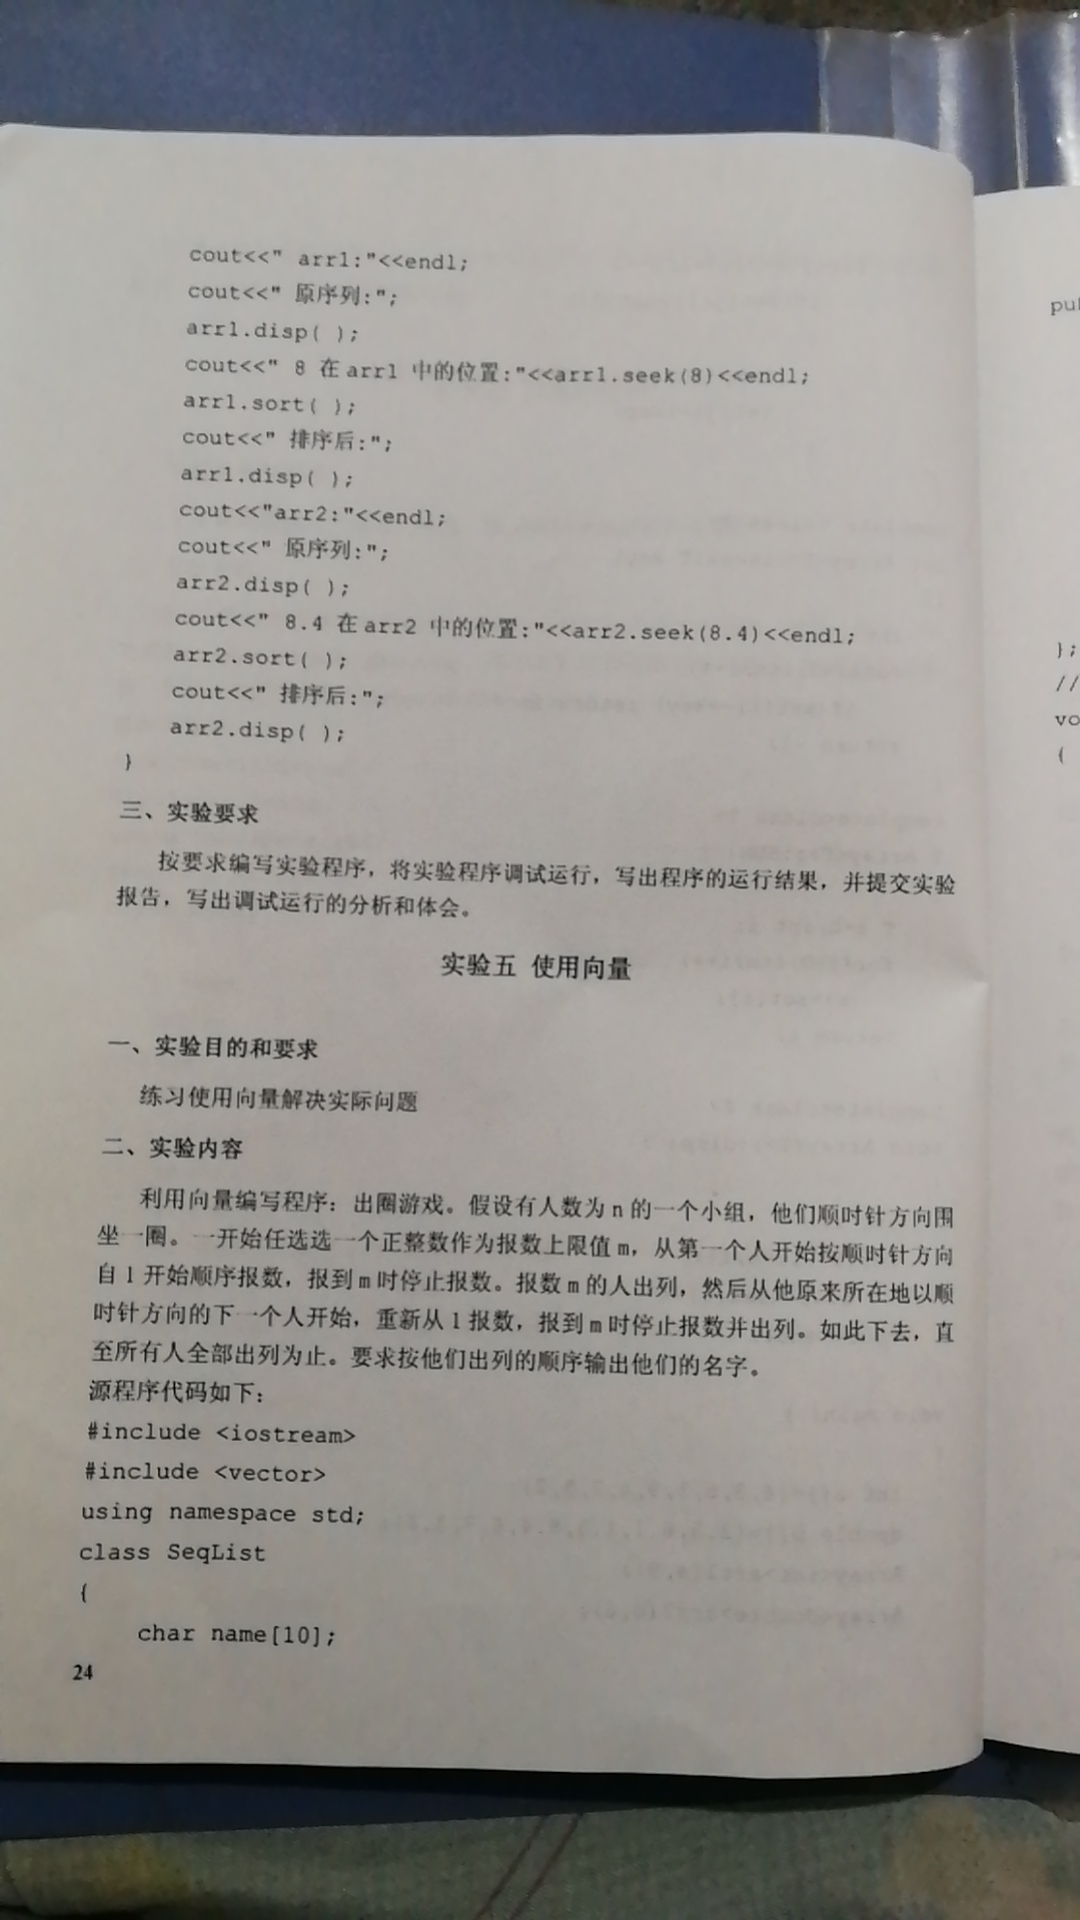 cout<<" arr1:"<<endl;
cout<<" 原序列:";
arr1.disp( );
cout<<" 8 在 arr1 中的位置:"<<arr1.seek(8)<<endl;
arr1.sort( );
cout<<" 排序后:";
arr1.disp( );
cout<<"arr2:"<<endl;
cout<<" 原序列:";
arr2.disp( );
cout<<" 8.4 在 arr2 中的位置:"<<arr2.seek(8.4)<<endl;
arr2.sort( );
cout<<" 排序后:";
arr2.disp( );
}
三、实验要求
按要求编写实验程序，将实验程序调试运行，写出程序的运行结果，并提交实验
报告，写出调试运行的分析和体会。
实验五 使用向量
一、实验目的和要求
练习使用向量解决实际问题
二、实验内容
利用向量编写程序：出圈游戏。假设有人数为 n 的一个小组，他们顺时针方向围
坐一圈。一开始任选选一个正整数作为报数上限值 m，从第一个人开始按顺时针方向
自 1 开始顺序报数，报到 m 时停止报数。报数 m 的人出列，然后从他原来所在地以顺
时针方向的下一个人开始，重新从 1 报数，报到 m 时停止报数并出列。如此下去，直
至所有人全部出列为止。要求按他们出列的顺序输出他们的名字。
源程序代码如下：
#include <iostream>
#include <vector>
using namespace std;
class SeqList
{
char name[10];
24
};
//
vo
{